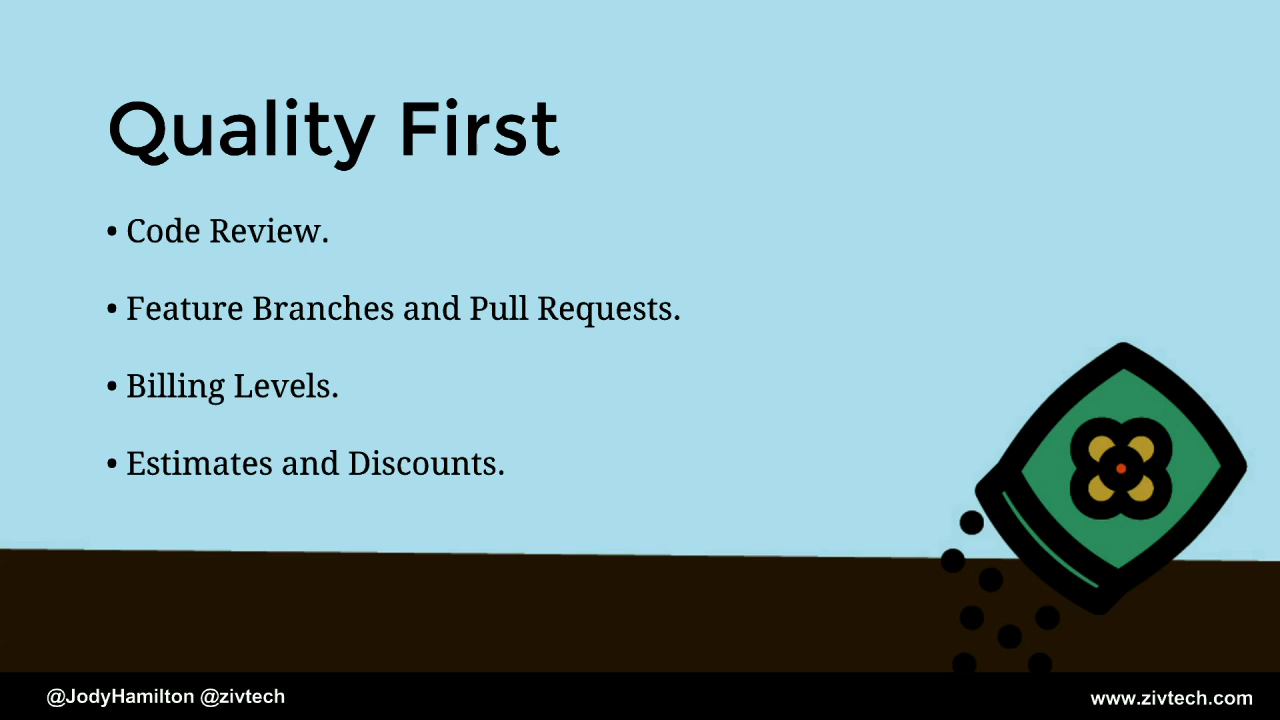 Quality First
• Code Review.
• Feature Branches and Pull Requests.
• Billing Levels.
• Estimates and Discounts.
@JodyHamilton @zivtech
www.zivtech.com